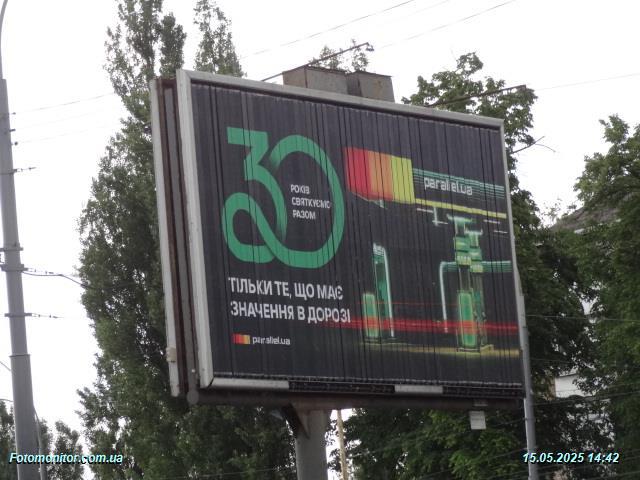 30
РОКІВ
СВЯТКУЄМО
РАЗОМ
parallel.ua
ТІЛЬКИ ТЕ, ЩО МАЄ
ЗНАЧЕННЯ В ДОРОЗІ
parallel.ua
Fotomonitor.com.ua
15.05.2025 14:42